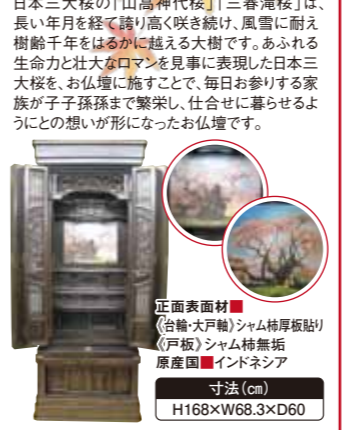 日本三大桜の「山高神代桜」「三春滝桜」は、
長い年月を経て誇り高く咲き続け、風雪に耐え
樹齢千年をはるかに越える大樹です。あふれる
生命力と壮大なロマンを見事に表現した日本三
大桜を、お仏壇に施すことで、毎日お参りする家
族が子子孫孫まで繁栄し、仕合せに暮らせるよ
うにとの想いが形になったお仏壇です。
正面表面材■
《台輪・大戸軸》シャム柿厚板貼り
《戸板》シャム柿無垢
原産国■インドネシア
寸法(㎝)
H168×W68.3×D60